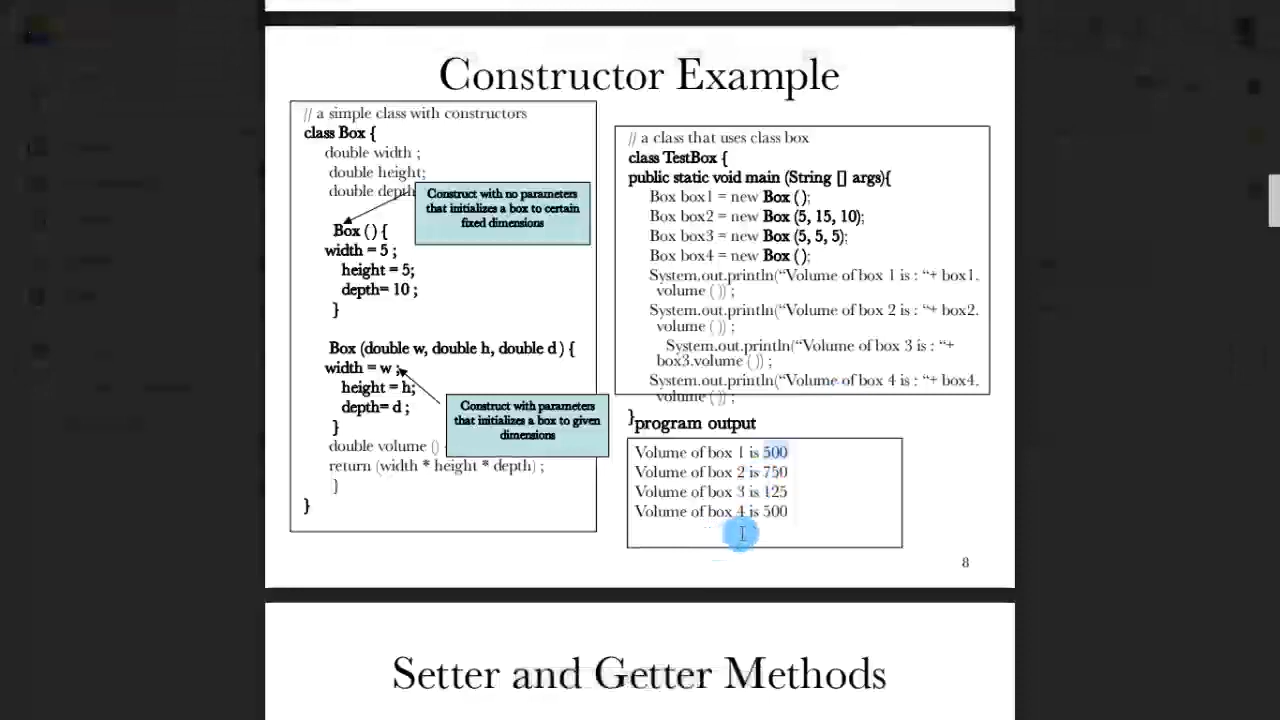 Constructor Example
// a simple class with constructors
class Box {
double width ;
double height;
double depth
Construct with no parameters
that initializes a box to certain
fixed dimensions
Box ( ) {
width = 5 ;
height = 5;
depth= 10 ;
}
Box (double w, double h, double d ) {
width = w ;
height = h;
depth= d ;
}
Construct with parameters
that initializes a box to given
dimensions
double volume ()
return (width * height * depth) ;
}
}
// a class that uses class box
class TestBox {
public static void main (String [] args){
Box box1 = new Box ( );
Box box2 = new Box (5, 15, 10);
Box box3 = new Box (5, 5, 5);
Box box4 = new Box ( );
System.out.println(“Volume of box 1 is : “+ box1.
volume ( )) ;
System.out.println(“Volume of box 2 is : “+ box2.
volume ( )) ;
System.out.println(“Volume of box 3 is : “+
box3.volume ( )) ;
System.out.println(“Volume of box 4 is : “+ box4.
volume ( )) ;
}
program output
Volume of box 1 is 500
Volume of box 2 is 750
Volume of box 3 is 125
Volume of box 4 is 500
8
Setter and Getter Methods